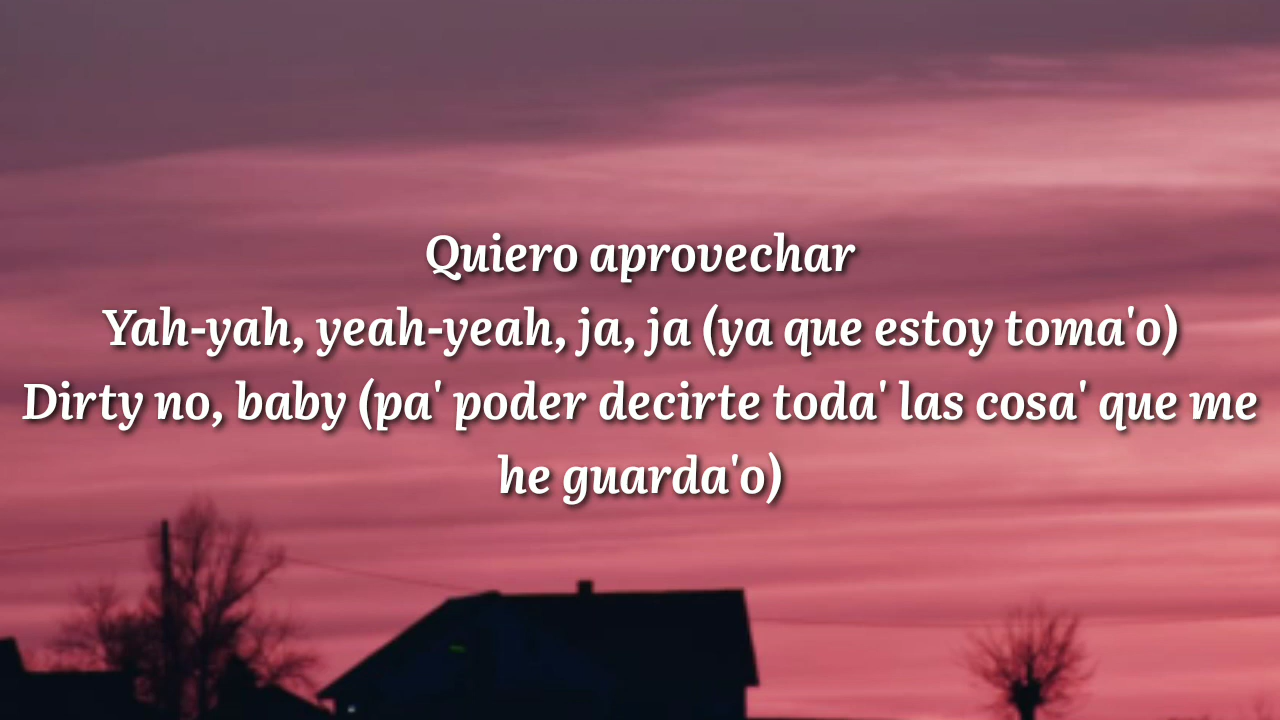 Quiero aprovechar
Yah-yah, yeah-yeah, ja, ja (ya que estoy toma'o)
Dirty no, baby (pa' poder decirte toda' las cosa' que me
he guarda'o)